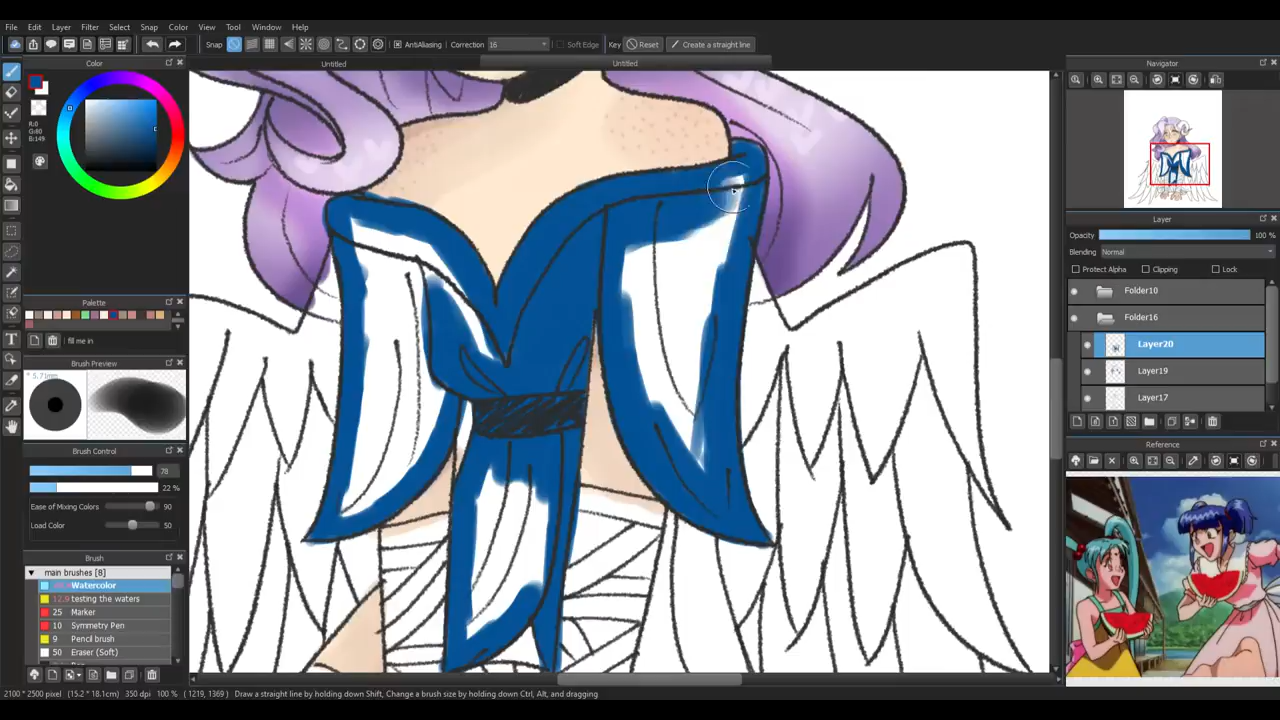 File Edit Layer Filter Select Snap Color View Tool Window Help
Snap AntiAliasing Correction 16 Soft Edge Key Reset Create a straight line
Color
Untitled Untitled
Navigator
R:0
G:80
B:149
Layer
Opacity 100 %
Blending Normal
Protect Alpha Clipping Lock
Folder10
Folder16
Layer20
Layer19
Layer17
Palette
fill me in
Brush Preview
5.71mm
Brush Control
78
22 %
Ease of Mixing Colors 90
Load Color 50
Reference
Brush
main brushes [B]
Watercolor
12.9 testing the waters
25 Marker
10 Symmetry Pen
9 Pencil brush
50 Eraser (Soft)
2100 * 2500 pixel (15.2 * 18.1cm) 350 dpi 100 % ( 1219, 1369 ) Draw a straight line by holding down Shift, Change a brush size by holding down Ctrl, Alt, and dragging